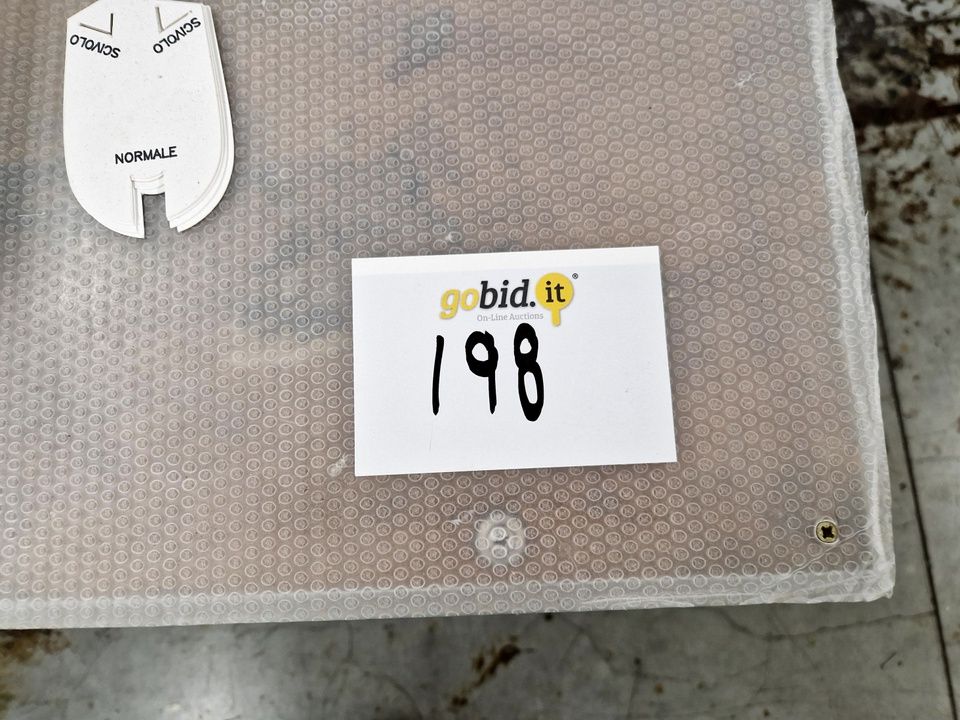 SCIVOLO SCIVOLO
NORMALE
gobid.it®
On-Line Auctions
198